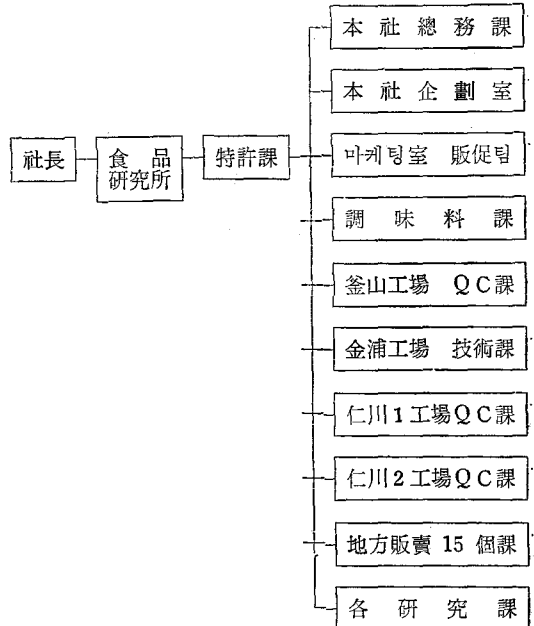 社長
食品
研究所
特許課
本社總務課
本社企劃室
마케팅室 販促팀
調味料課
釜山工場 QC課
金浦工場 技術課
仁川1工場QC課
仁川2工場QC課
地方販賣 15 個課
各研究課